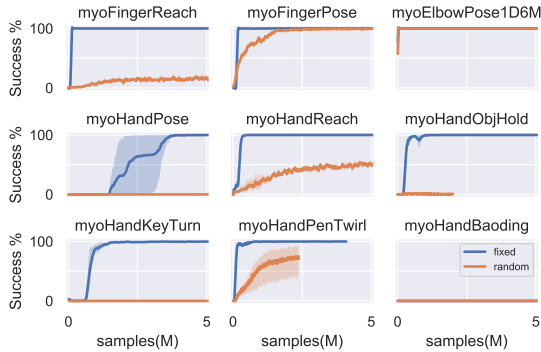 myoFingerReach myoFingerPose myoElbowPose1D6M
Success %
100
0
myoHandPose myoHandReach myoHandObjHold
Success %
100
0
myoHandKeyTurn myoHandPenTwirl myoHandBaoding
Success %
100
0
fixed
random
0 5 0 5 0 5
samples(M) samples(M) samples(M)